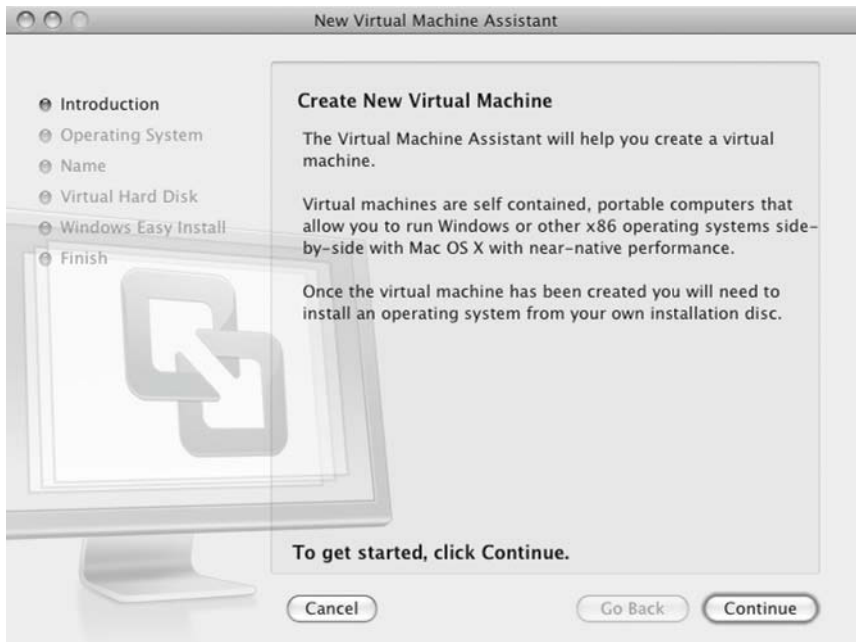 New Virtual Machine Assistant
Introduction
Operating System
Name
Virtual Hard Disk
Windows Easy Install
Finish
Create New Virtual Machine
The Virtual Machine Assistant will help you create a virtual
machine.
Virtual machines are self contained, portable computers that
allow you to run Windows or other x86 operating systems side-
by-side with Mac OS X with near-native performance.
Once the virtual machine has been created you will need to
install an operating system from your own installation disc.
To get started, click Continue.
Cancel
Go Back
Continue